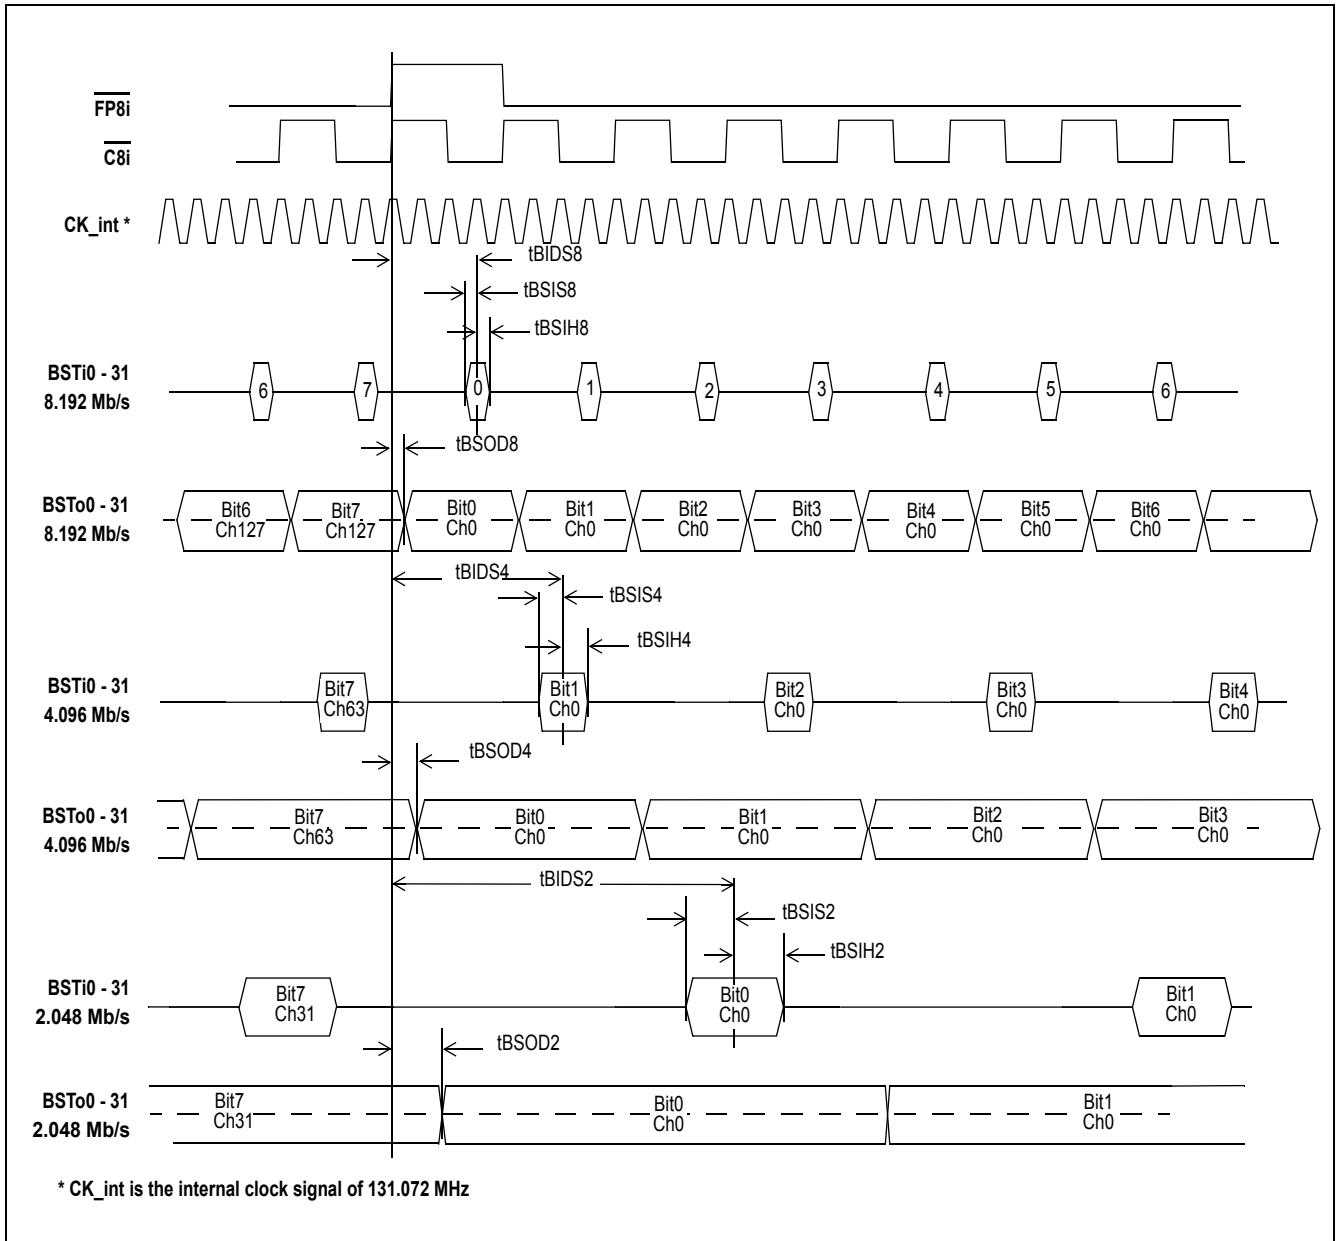 FP8i
C8i
CK_int *
tBIDS8
tBSIS8
tBSIH8
BSTi0 - 31
8.192 Mb/s
6 7 0 1 2 3 4 5 6
tBSOD8
BSTo0 - 31
8.192 Mb/s
Bit6 Bit7 Bit0 Bit1 Bit2 Bit3 Bit4 Bit5 Bit6
Ch127 Ch127 Ch0 Ch0 Ch0 Ch0 Ch0 Ch0 Ch0
tBIDS4
tBSIS4
tBSIH4
BSTi0 - 31
4.096 Mb/s
Bit7 Bit1 Bit2 Bit3 Bit4
Ch63 Ch0 Ch0 Ch0 Ch0
tBSOD4
BSTo0 - 31
4.096 Mb/s
Bit7 Bit0 Bit1 Bit2 Bit3
Ch63 Ch0 Ch0 Ch0 Ch0
tBIDS2
tBSIS2
tBSIH2
BSTi0 - 31
2.048 Mb/s
Bit7 Bit0 Bit1
Ch31 Ch0 Ch0
tBSOD2
BSTo0 - 31
2.048 Mb/s
Bit7 Bit0 Bit1
Ch31 Ch0 Ch0
* CK_int is the internal clock signal of 131.072 MHz